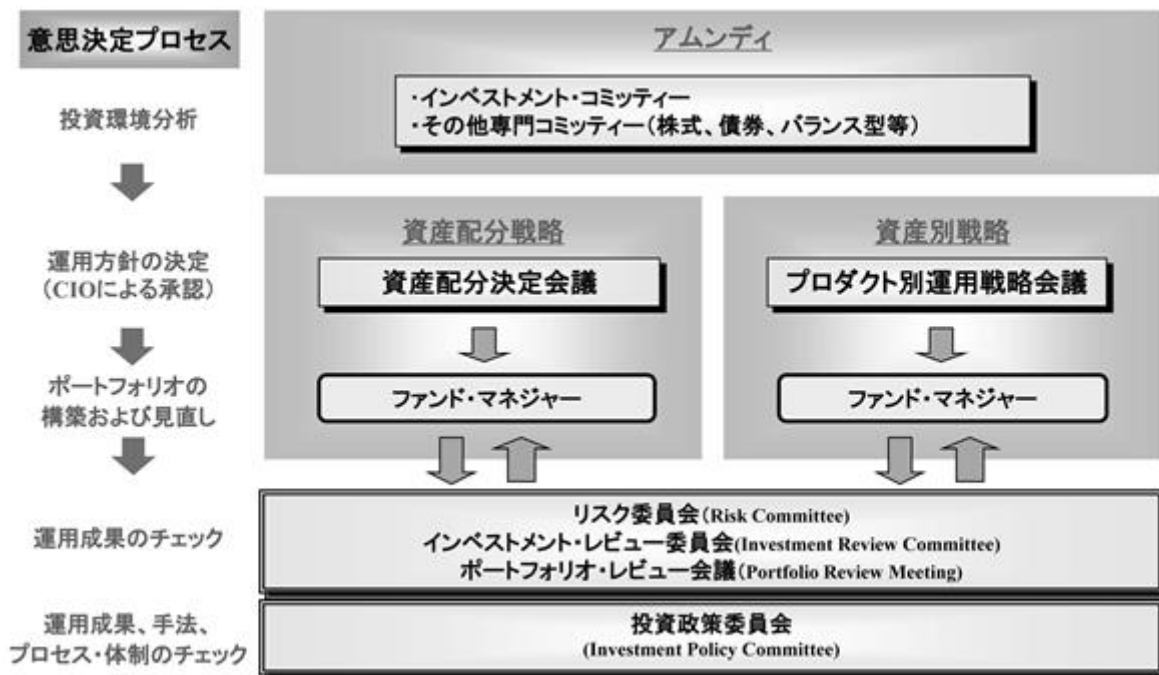 意思決定プロセス
アムンディ
投資環境分析
・インベストメント・コミッティー
・その他専門コミッティー(株式、債券、バランス型等)
運用方針の決定
(CIOによる承認)
資産配分戦略
資産配分決定会議
資産別戦略
プロダクト別運用戦略会議
ポートフォリオの
構築および見直し
ファンド・マネジャー
ファンド・マネジャー
運用成果のチェック
リスク委員会(Risk Committee)
インベストメント・レビュー委員会(Investment Review Committee)
ポートフォリオ・レビュー会議(Portfolio Review Meeting)
運用成果、手法、
プロセス・体制のチェック
投資政策委員会
(Investment Policy Committee)